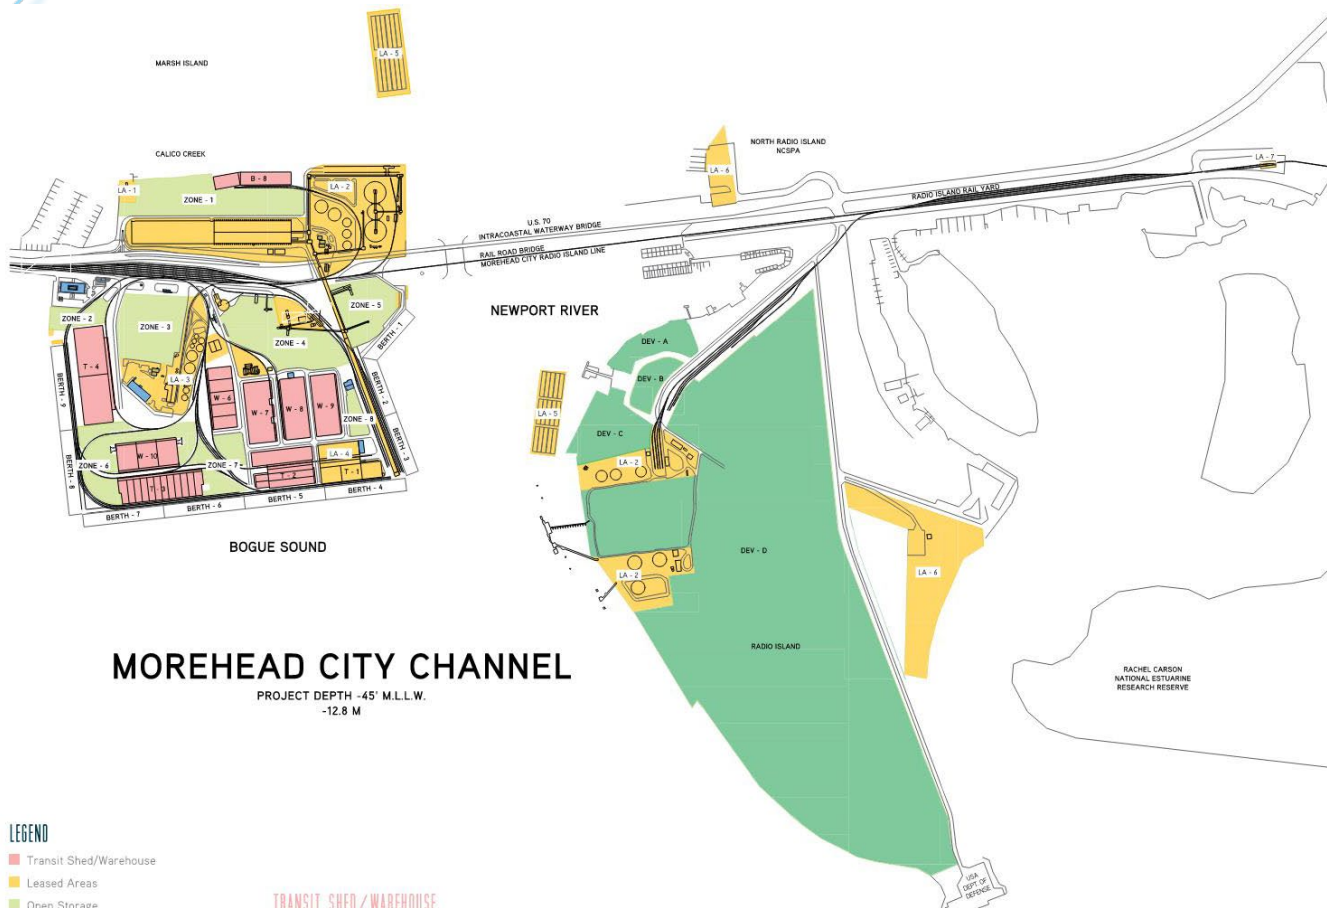 LA - 3
MARSH ISLAND
CALICO CREEK
NORTH RADIO ISLAND
NCSPA
LA - 7
LA - 6
B - 8
LA - 2
LA - 1
ZONE - 1
RADIO ISLAND RAIL YARD
U.S. 70
INTRACOASTAL WATERWAY BRIDGE
RAIL ROAD BRIDGE
MOREHEAD CITY RADIO ISLAND LINE
NEWPORT RIVER
ZONE - 2
ZONE - 3
ZONE - 4
ZONE - 5
BERTH - 1
T - 4
LA - 3
BERTH - 9
BERTH - 2
W - 6
W - 7
W - 8
W - 9
ZONE - 8
W - 10
ZONE - 6
ZONE - 7
LA - 4
BERTH - 3
BERTH - 8
T - 3
T - 2
T - 1
BERTH - 7
BERTH - 6
BERTH - 5
BERTH - 4
DEV - A
DEV - B
LA - 5
DEV - C
LA - 2
DEV - D
LA - 2
LA - 6
BOGUE SOUND
RADIO ISLAND
MOREHEAD CITY CHANNEL
PROJECT DEPTH -45' M.L.L.W.
-12.8 M
RACHEL CARSON
NATIONAL ESTUARINE
RESEARCH RESERVE
USA
DEPT OF
DEFENSE
LEGEND
Transit Shed/Warehouse
Leased Areas
Open Storage
TRANSIT SHED/WAREHOUSE